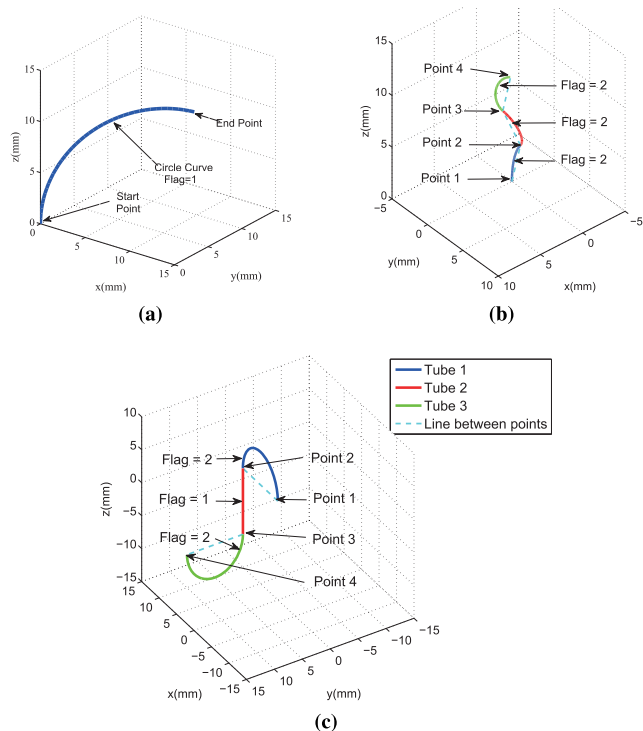 15
10
5
0
z(mm)
End Point
Circle Curve
Flag=1
Start
Point
0
5
10
15
x(mm)
0
5
10
15
y(mm)
(a)
15
10
5
0
z(mm)
Point 4
Flag = 2
Point 3
Flag = 2
Point 2
Flag = 2
Point 1
−5
0
5
10
y(mm)
10
5
0
−5
x(mm)
(b)
Tube 1
Tube 2
Tube 3
Line between points
10
5
0
−5
−10
−15
z(mm)
Flag = 2
Point 2
Flag = 1
Point 1
Flag = 2
Point 3
Point 4
15
10
5
0
−5
−10
−15
x(mm)
15
10
5
0
−5
−10
−15
y(mm)
(c)